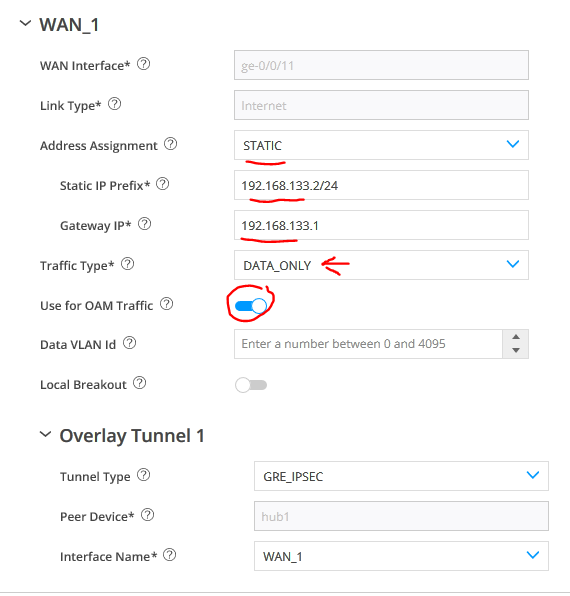 WAN_1
WAN Interface* ? ge-0/0/11
Link Type* ? Internet
Address Assignment ? STATIC
Static IP Prefix* ? 192.168.133.2/24
Gateway IP* ? 192.168.133.1
Traffic Type* ? DATA_ONLY
Use for OAM Traffic ?
Data VLAN Id ? Enter a number between 0 and 4095
Local Breakout ?
Overlay Tunnel 1
Tunnel Type ? GRE_IPSEC
Peer Device* ? hub1
Interface Name* ? WAN_1